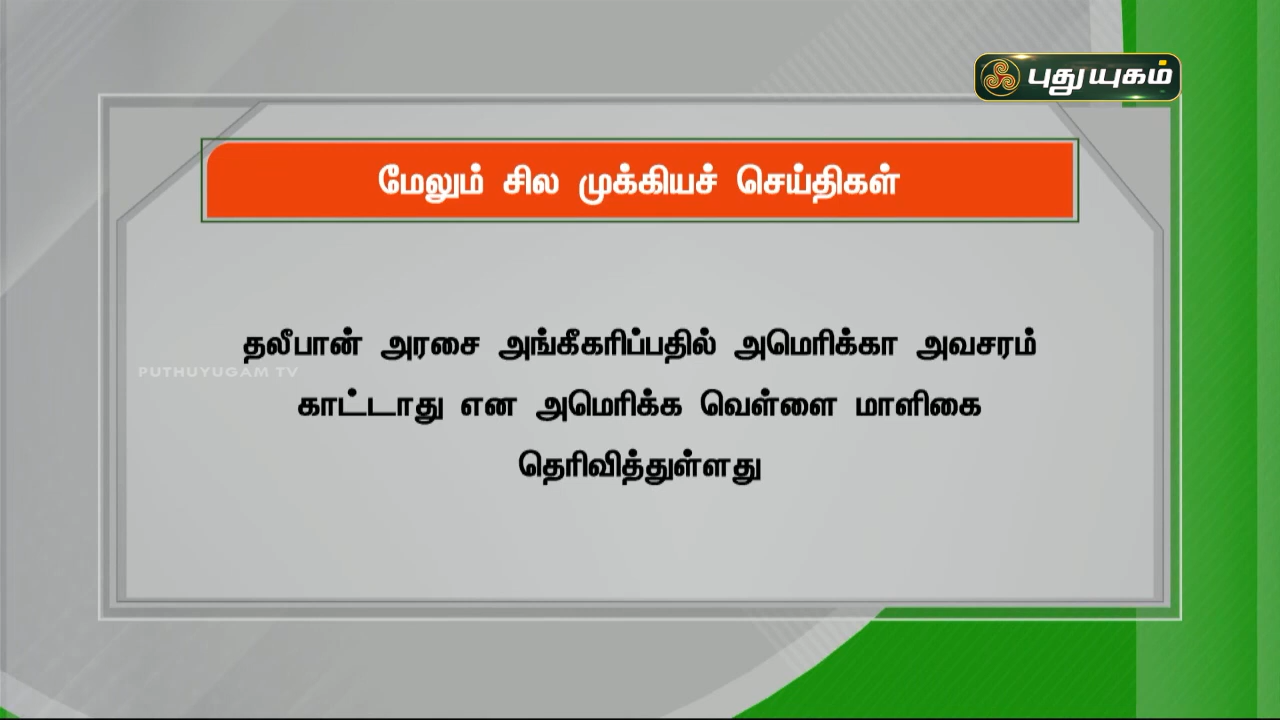 புதுயுகம்
மேலும் சில முக்கியச் செய்திகள்
தலீபான் அரசை அங்கீகரிப்பதில் அமெரிக்கா அவசரம்
PUTHUYUGAM TV
காட்டாது என அமெரிக்க வெள்ளை மாளிகை
தெரிவித்துள்ளது